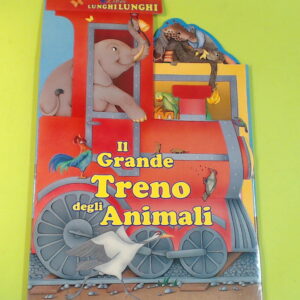 LUNGHI LUNGHI
Il
Grande
Treno
degli Animali